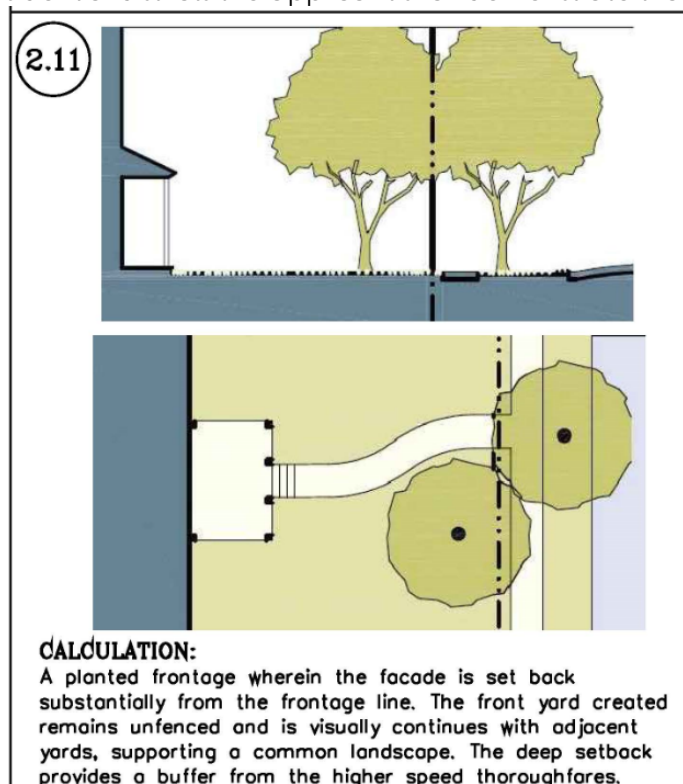 2.11
CALCULATION:
A planted frontage wherein the facade is set back
substantially from the frontage line. The front yard created
remains unfenced and is visually continues with adjacent
yards, supporting a common landscape. The deep setback
provides a buffer from the higher speed thoroughfares.